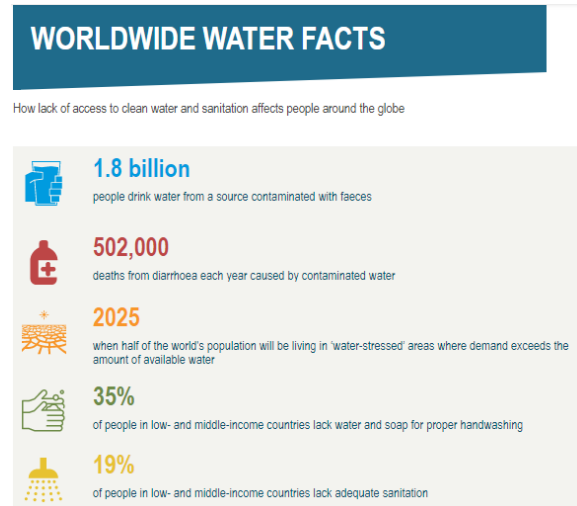 WORLDWIDE WATER FACTS
How lack of access to clean water and sanitation affects people around the globe
1.8 billion
people drink water from a source contaminated with faeces
502,000
deaths from diarrhoea each year caused by contaminated water
2025
when half of the world's population will be living in 'water-stressed' areas where demand exceeds the
amount of available water
35%
of people in low- and middle-income countries lack water and soap for proper handwashing
19%
of people in low- and middle-income countries lack adequate sanitation